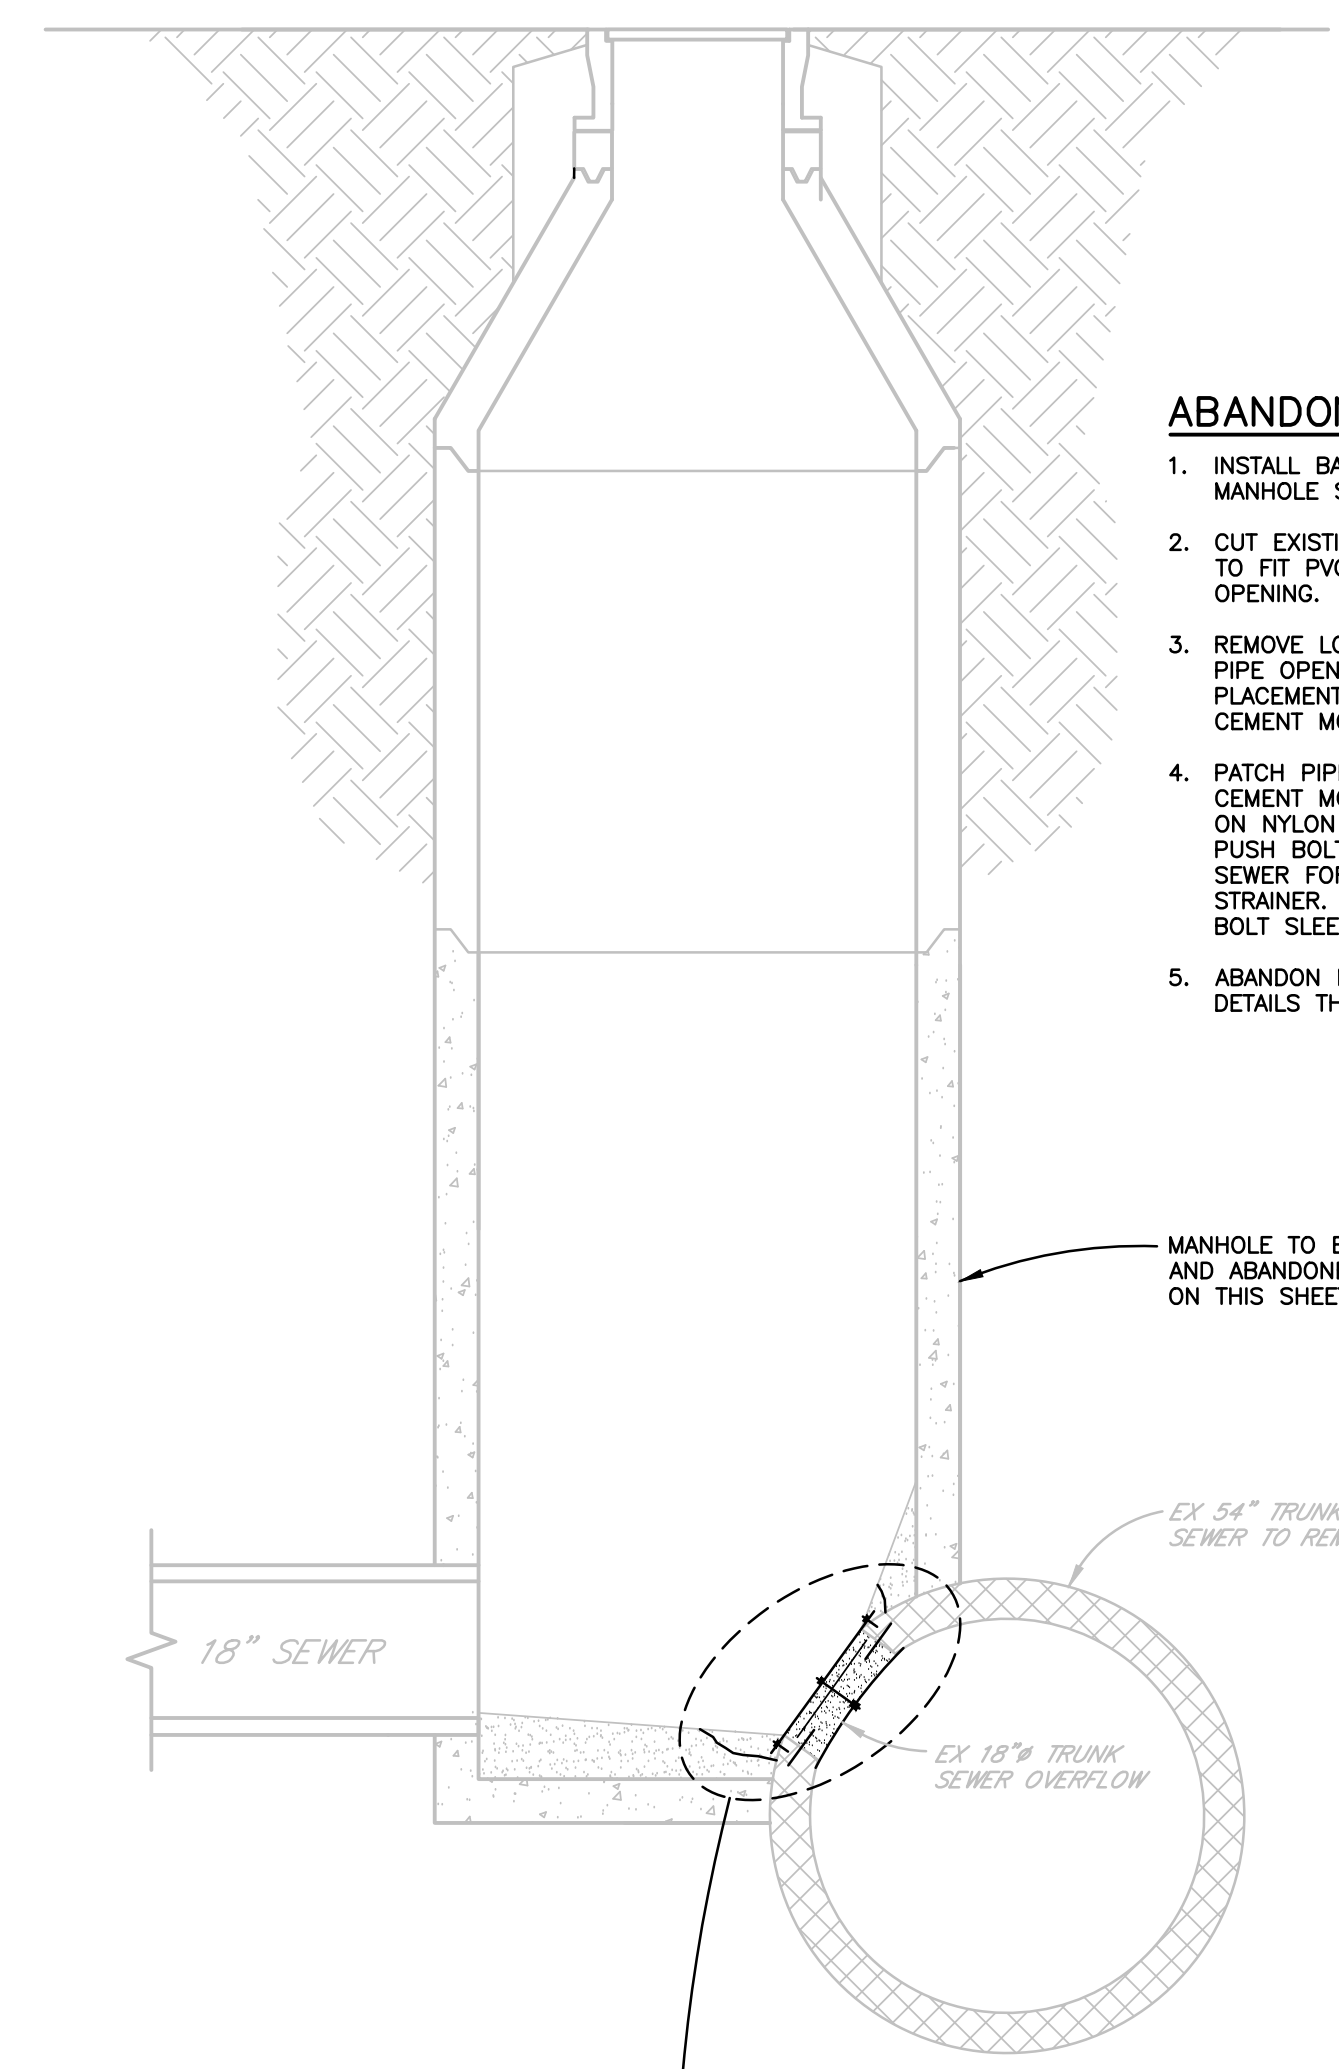 ABANDON
1. INSTALL BA
MANHOLE S
2. CUT EXISTI
TO FIT PVC
OPENING.
3. REMOVE LO
PIPE OPEN
PLACEMENT
CEMENT MO
4. PATCH PIP
CEMENT MO
ON NYLON
PUSH BOLT
SEWER FOR
STRAINER.
BOLT SLEE
5. ABANDON
DETAILS TH
MANHOLE TO B
AND ABANDONE
ON THIS SHEET
EX 54" TRUNK
SEWER TO REM
18" SEWER
EX 18"ø TRUNK
SEWER OVERFLOW